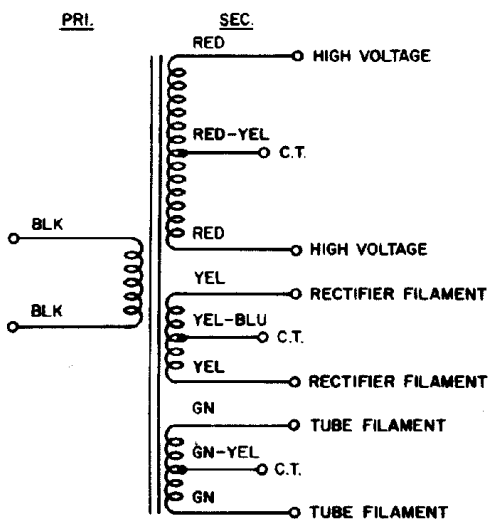 PRI. SEC.
RED HIGH VOLTAGE
RED-YEL C.T.
BLK
RED HIGH VOLTAGE
YEL RECTIFIER FILAMENT
BLK YEL-BLU C.T.
YEL RECTIFIER FILAMENT
GN TUBE FILAMENT
GN-YEL C.T.
GN TUBE FILAMENT